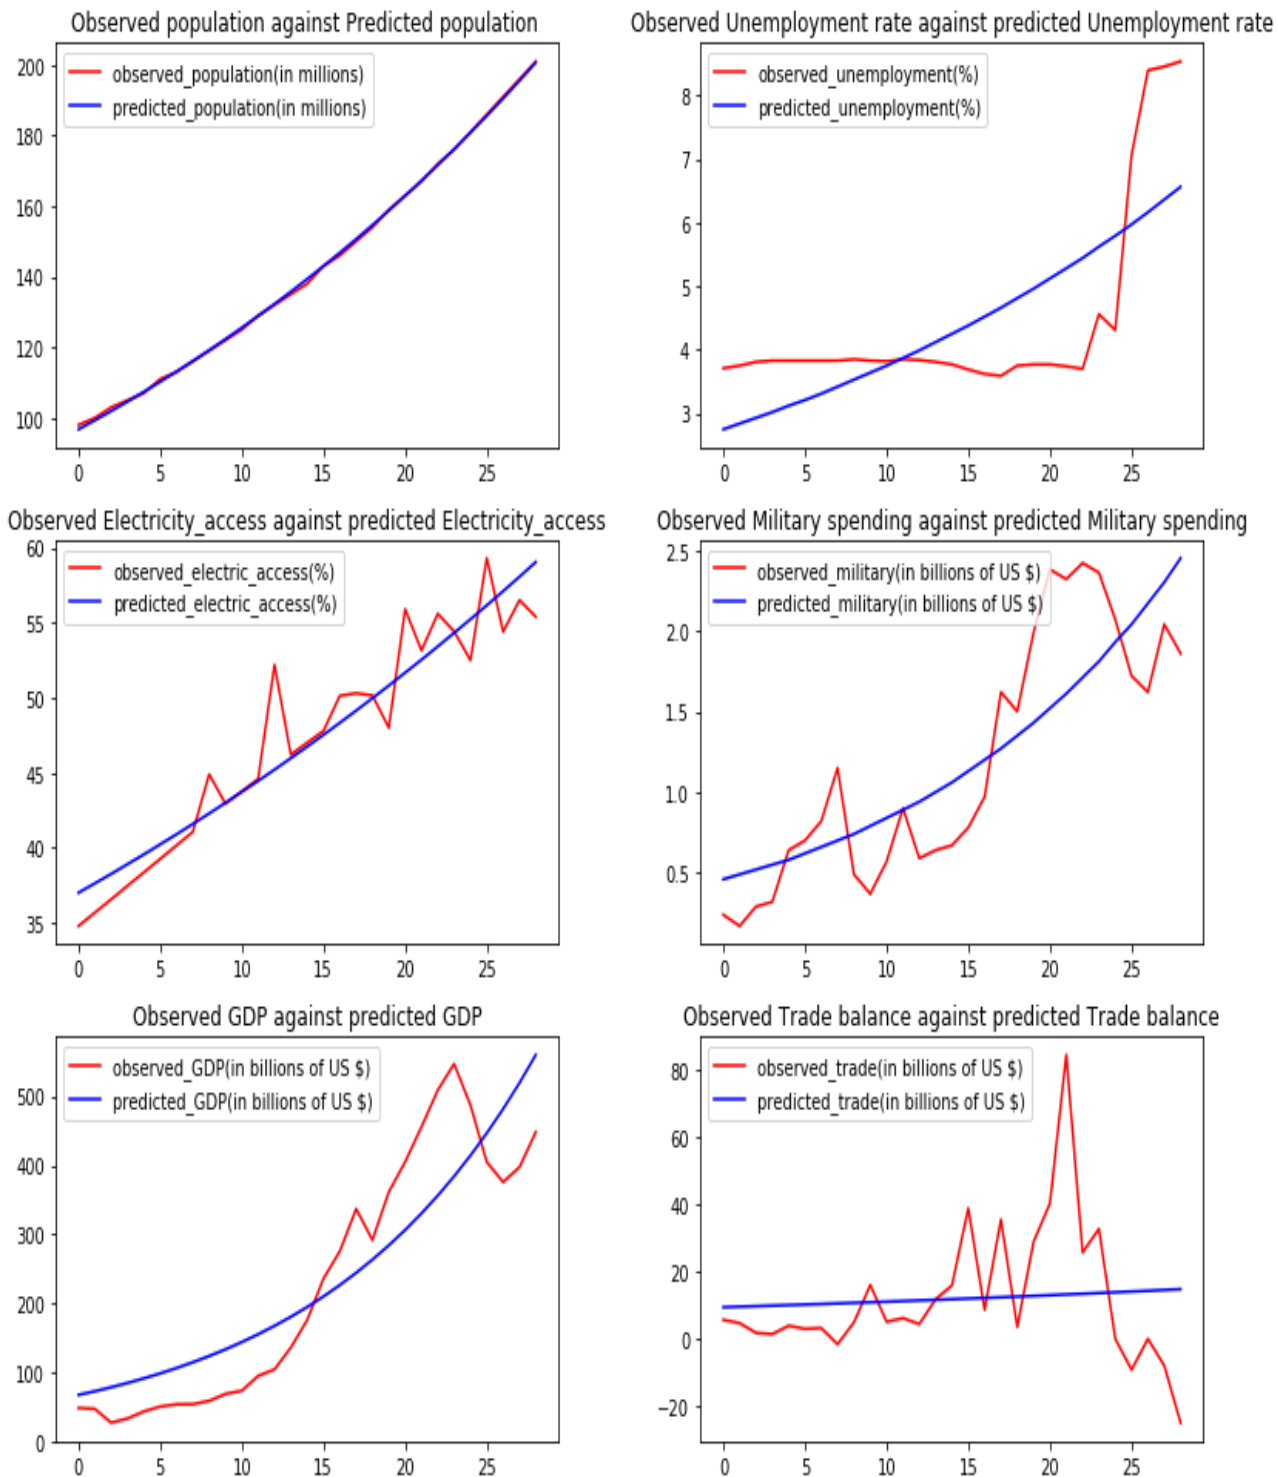 Observed population against Predicted population
observed_population(in millions)
predicted_population(in millions)
200
180
160
140
120
100
0 5 10 15 20 25
Observed Unemployment rate against predicted Unemployment rate
observed_unemployment(%)
predicted_unemployment(%)
8
7
6
5
4
3
0 5 10 15 20 25
Observed Electricity_access against predicted Electricity_access
observed_electric_access(%)
predicted_electric_access(%)
60
55
50
45
40
35
0 5 10 15 20 25
Observed Military spending against predicted Military spending
observed_military(in billions of US $)
predicted_military(in billions of US $)
2.5
2.0
1.5
1.0
0.5
0 5 10 15 20 25
Observed GDP against predicted GDP
observed_GDP(in billions of US $)
predicted_GDP(in billions of US $)
500
400
300
200
100
0
0 5 10 15 20 25
Observed Trade balance against predicted Trade balance
observed_trade(in billions of US $)
predicted_trade(in billions of US $)
80
60
40
20
0
−20
0 5 10 15 20 25